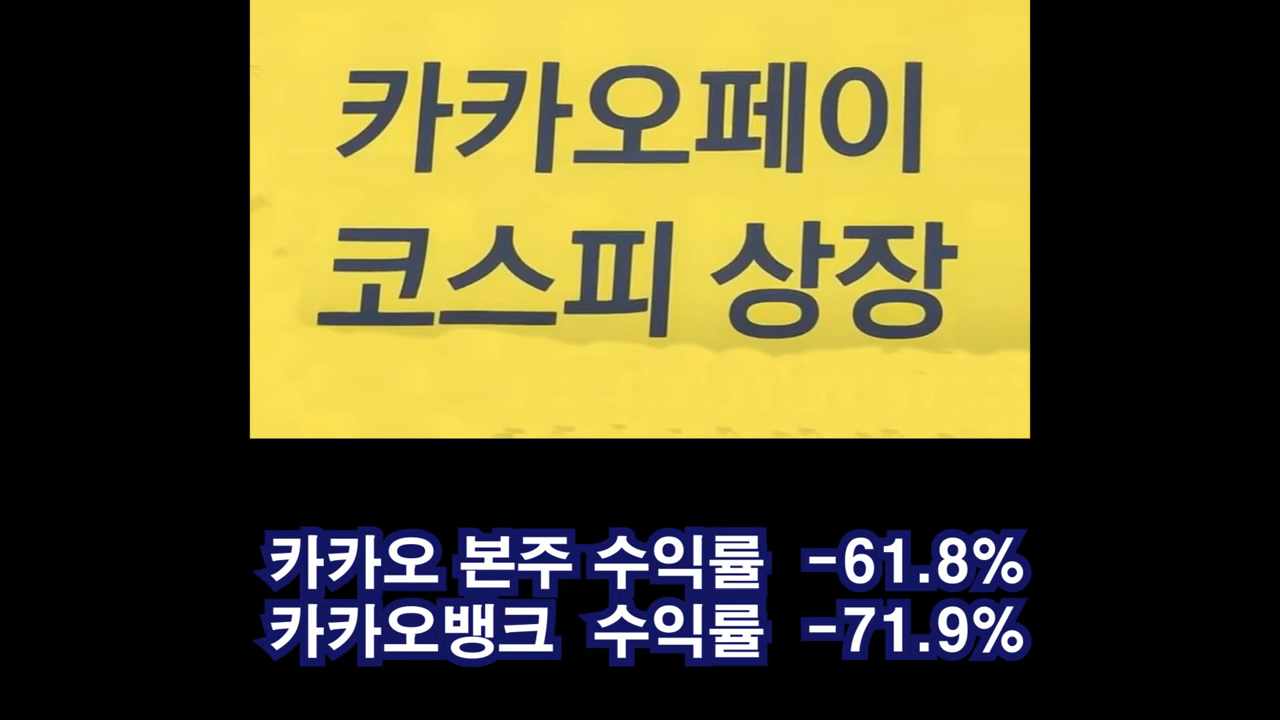 카카오페이
코스피 상장
카카오 본주 수익률 -61.8%
카카오뱅크 수익률 -71.9%